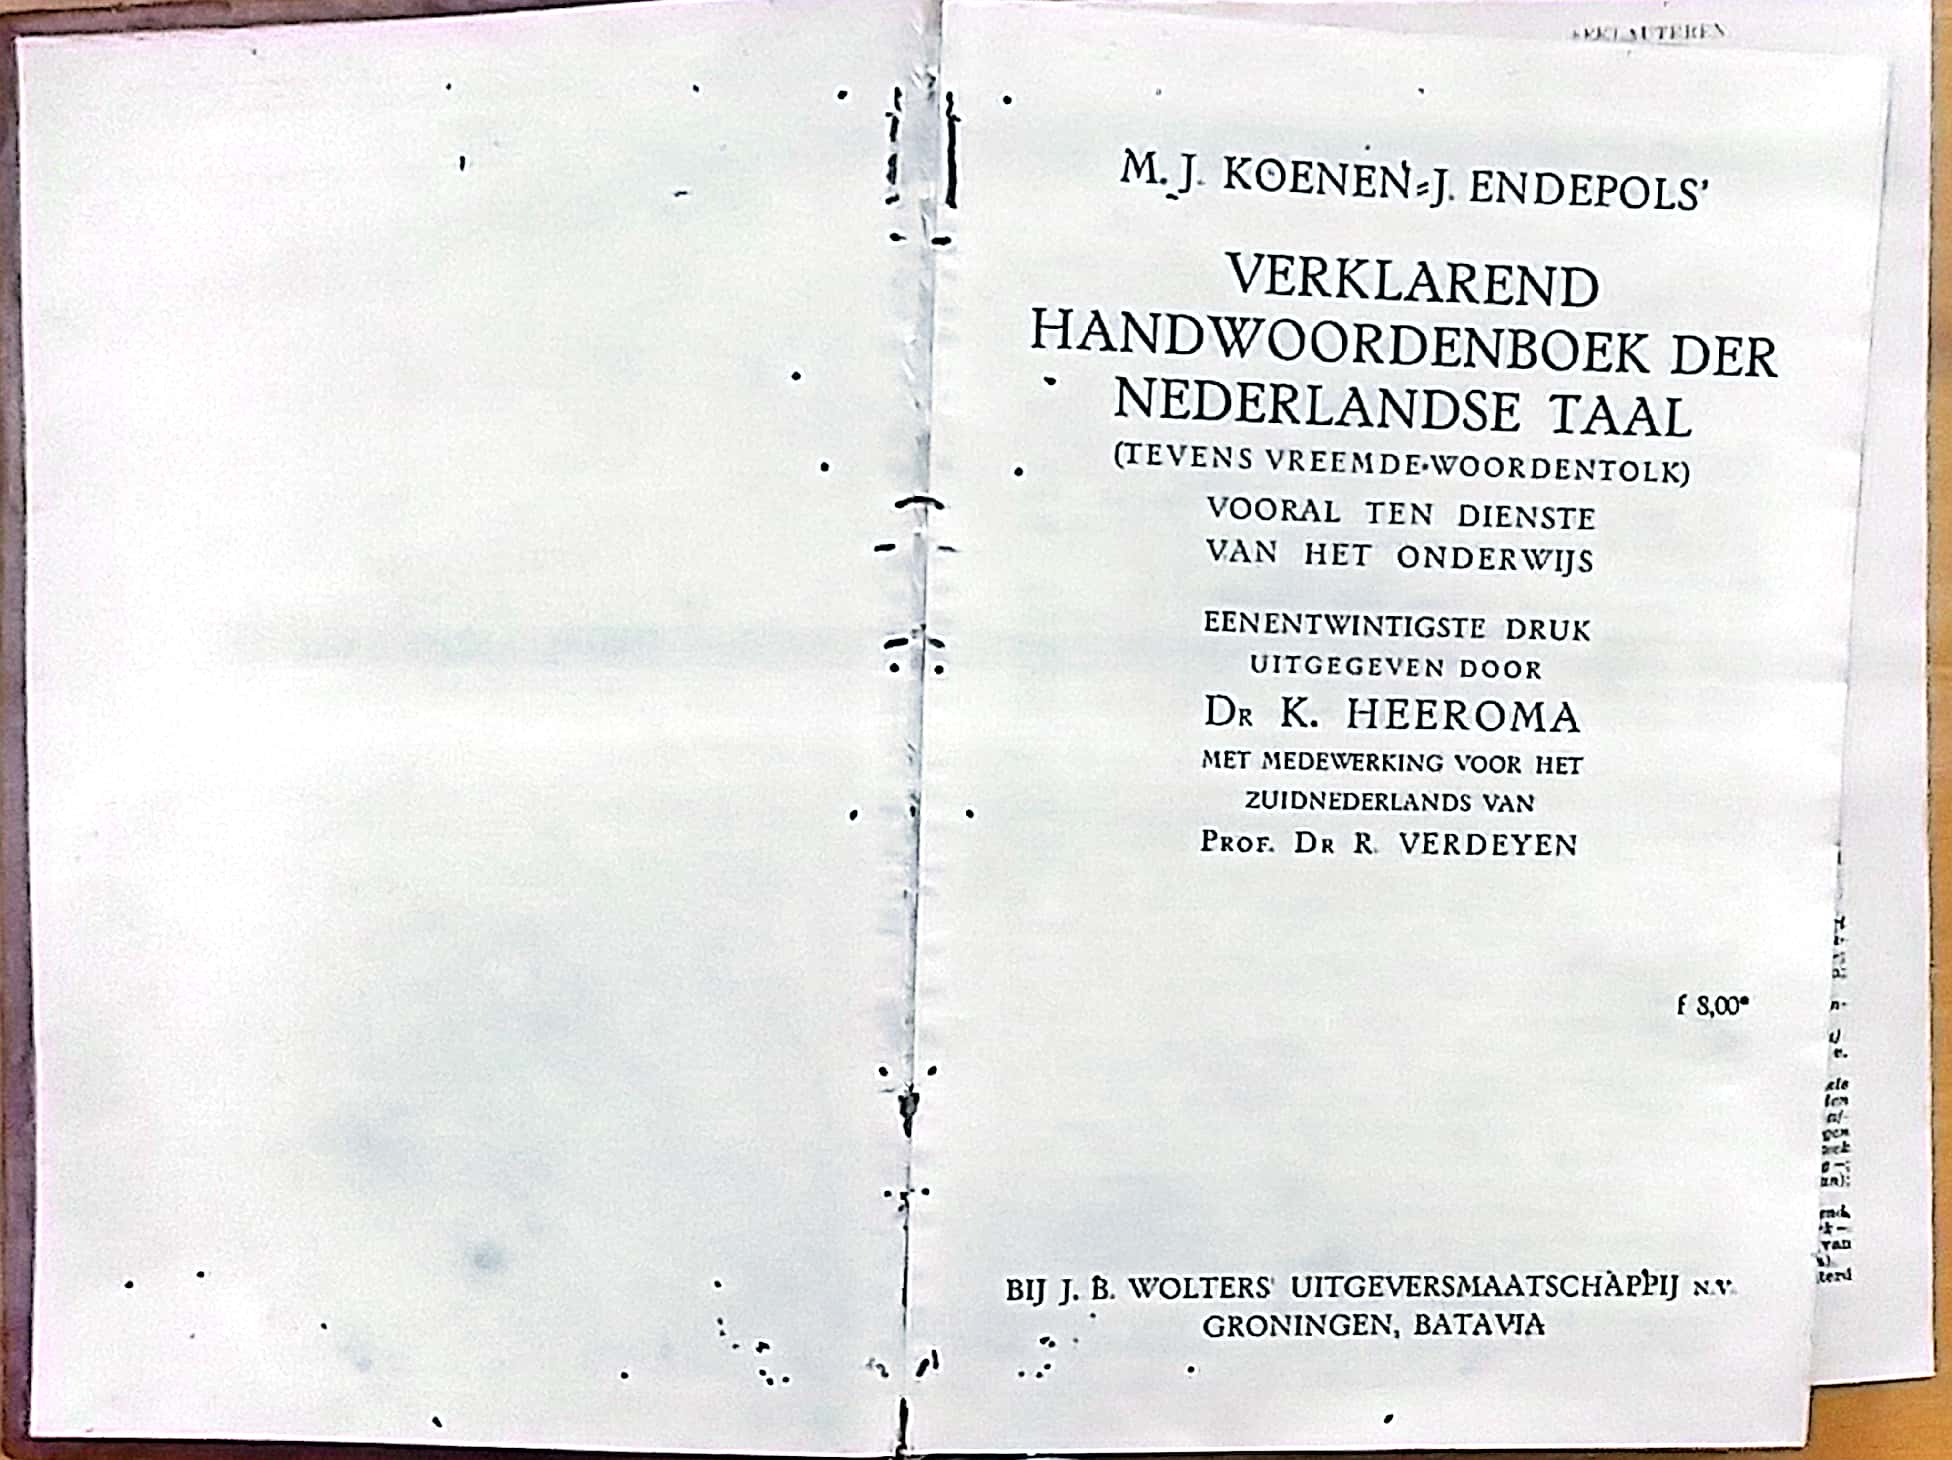 M. J. KOENEN-J. ENDEPOLS'
VERKLAREND
HANDWOORDENBOEK DER
NEDERLANDSE TAAL
(TEVENS VREEMDE-WOORDENTOLK)
VOORAL TEN DIENSTE
VAN HET ONDERWIJS
EENENTWINTIGSTE DRUK
UITGEGEVEN DOOR
DR K. HEEROMA
MET MEDEWERKING VOOR HET
ZUIDNEDERLANDS VAN
PROF. DR R. VERDEYEN
f 8,00*
BIJ J. B. WOLTERS' UITGEVERSMAATSCHAPPIJ N.V.
GRONINGEN, BATAVIA